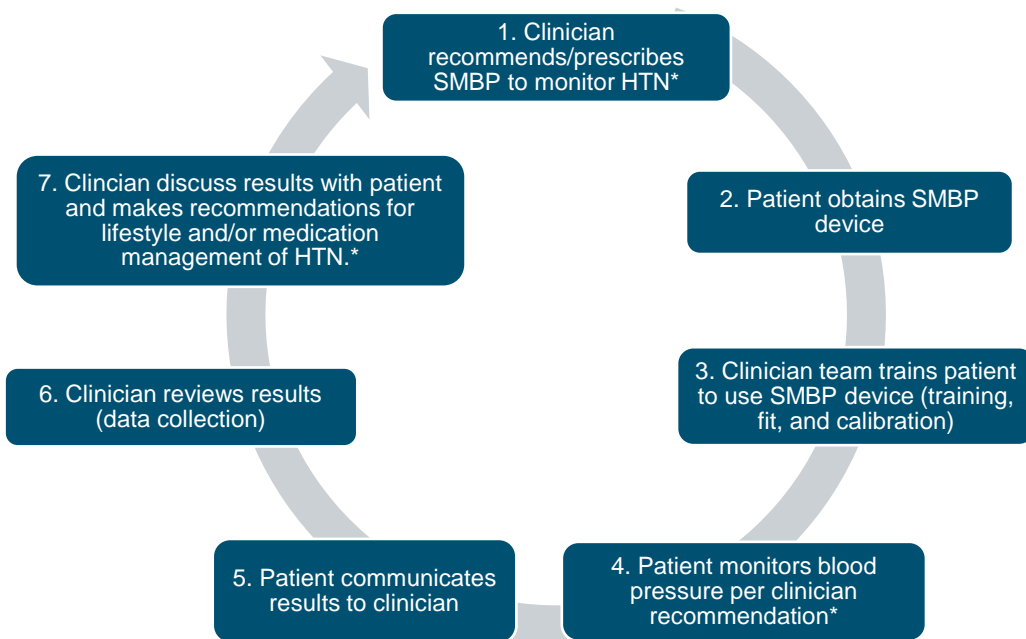 1. Clinician
recommends/prescribes
SMBP to monitor HTN*
2. Patient obtains SMBP
device
3. Clinician team trains patient
to use SMBP device (training,
fit, and calibration)
4. Patient monitors blood
pressure per clinician
recommendation*
5. Patient communicates
results to clinician
6. Clinician reviews results
(data collection)
7. Clincian discuss results with patient
and makes recommendations for
lifestyle and/or medication
management of HTN.*